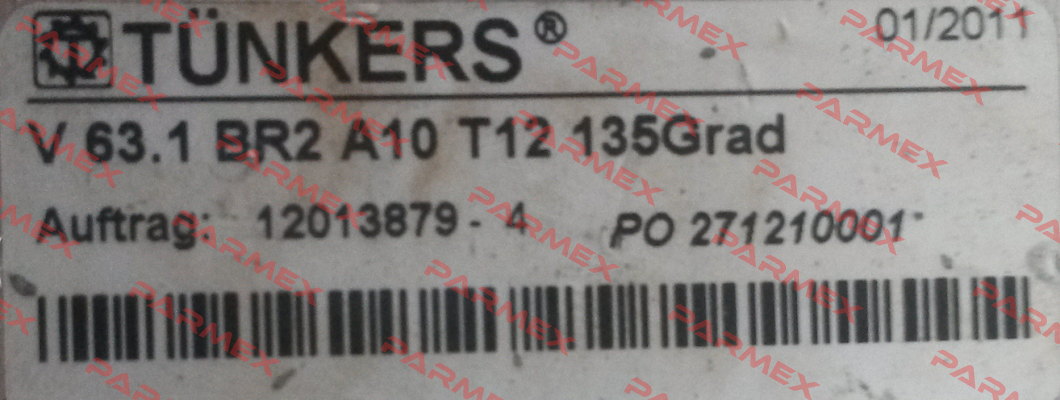 TÜNKERS® 01/2011
V 63.1 BR2 A10 T12 135Grad
Auftrag: 12013879 - 4 PO 271210001
PARMEX